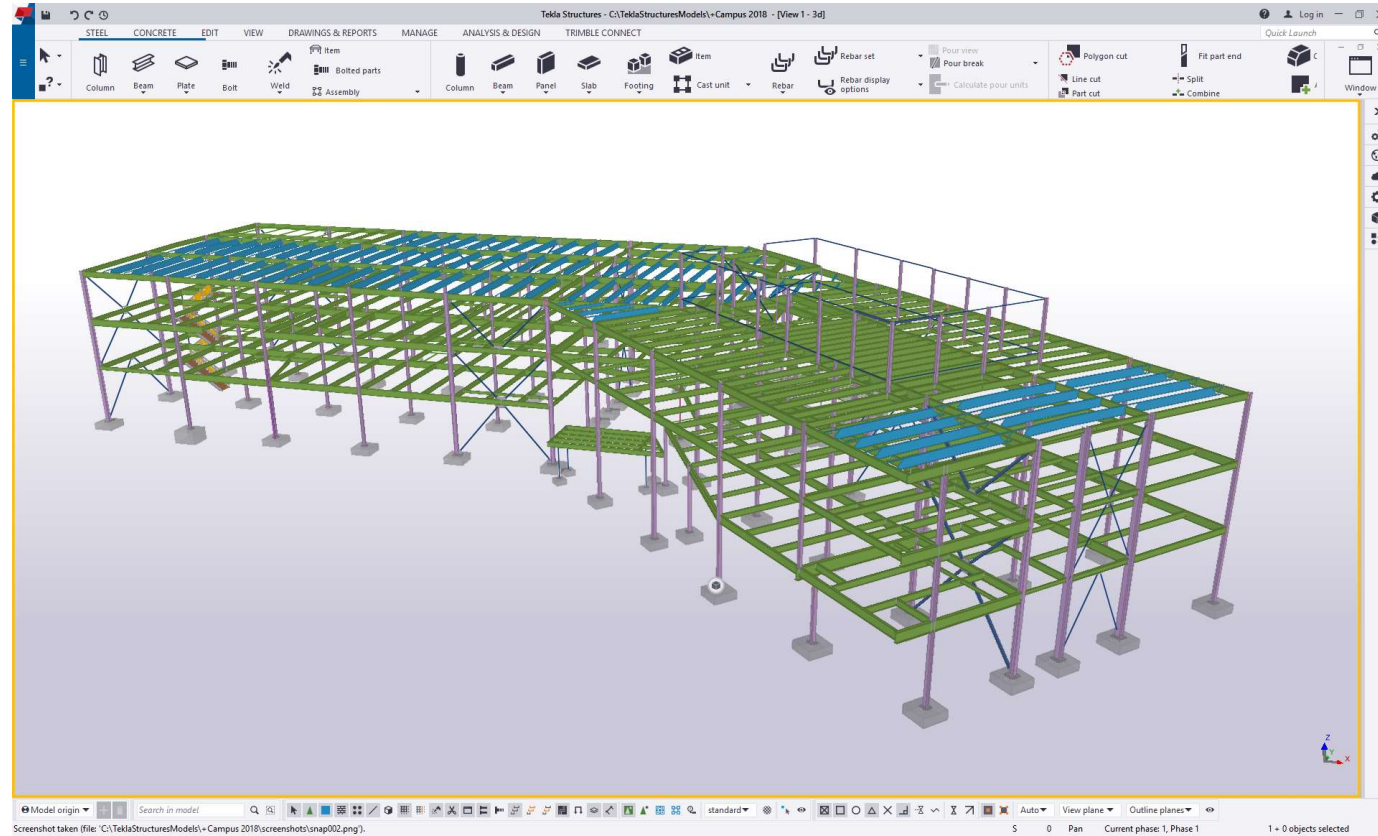 Tekla Structures - C:\TeklaStructuresModels\+Campus 2018 - [View 1 - 3d]
Login
STEEL CONCRETE EDIT VIEW DRAWINGS & REPORTS MANAGE ANALYSIS & DESIGN TRIMBLE CONNECT Quick Launch
Column Beam Plate Bolt Weld
Item
Bolted parts
Assembly
Column Beam Panel Slab Footing
Item
Cast unit
Rebar
Rebar set
Rebar display options
Pour view
Pour break
Calculate pour units
Polygon cut
Line cut
Part cut
Fit part end
Split
Combine
Window
Z
Y
X
Model origin Search in model standard Auto View plane Outline planes
Screenshot taken (file: 'C:\TeklaStructuresModels\+Campus 2018\screenshots\snap002.png'). S 0 Pan Current phase: 1, Phase 1 1 + 0 objects selected